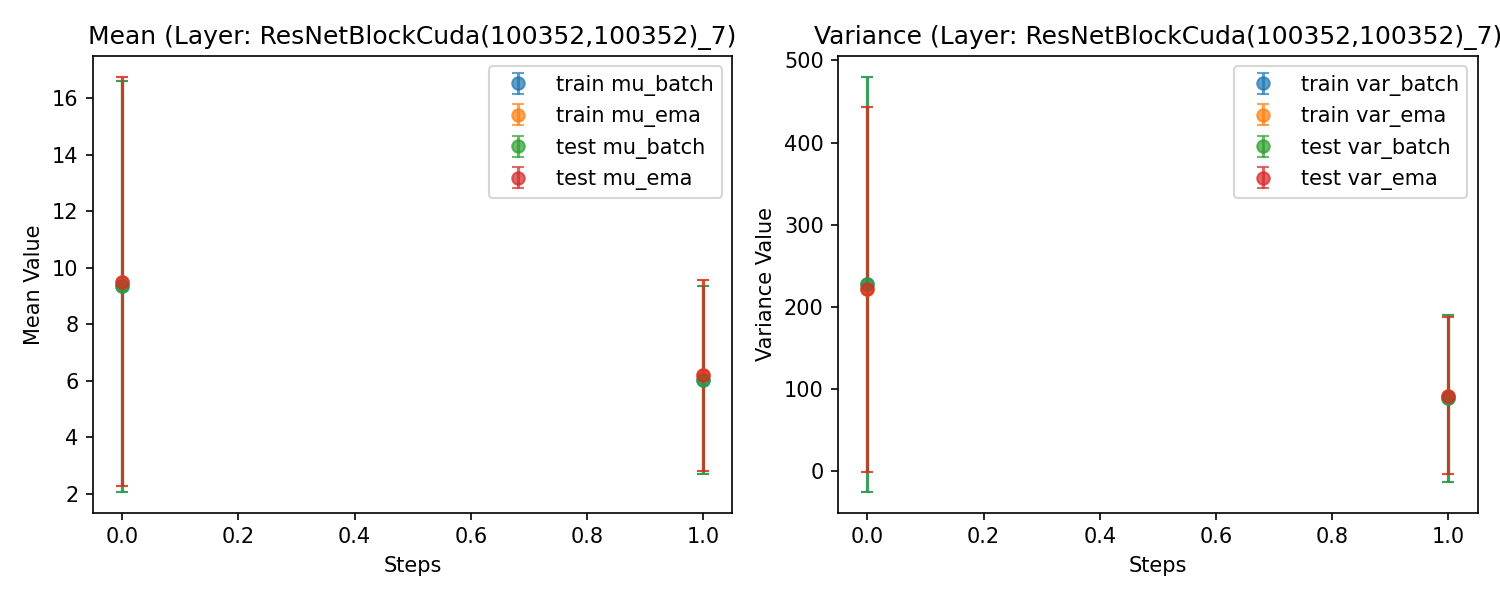 Mean (Layer: ResNetBlockCuda(100352,100352)_7)
16
14
12
10
8
6
4
2
Mean Value
0.0 0.2 0.4 0.6 0.8 1.0
Steps
train mu_batch
train mu_ema
test mu_batch
test mu_ema
Variance (Layer: ResNetBlockCuda(100352,100352)_7)
500
400
300
200
100
0
Variance Value
0.0 0.2 0.4 0.6 0.8 1.0
Steps
train var_batch
train var_ema
test var_batch
test var_ema